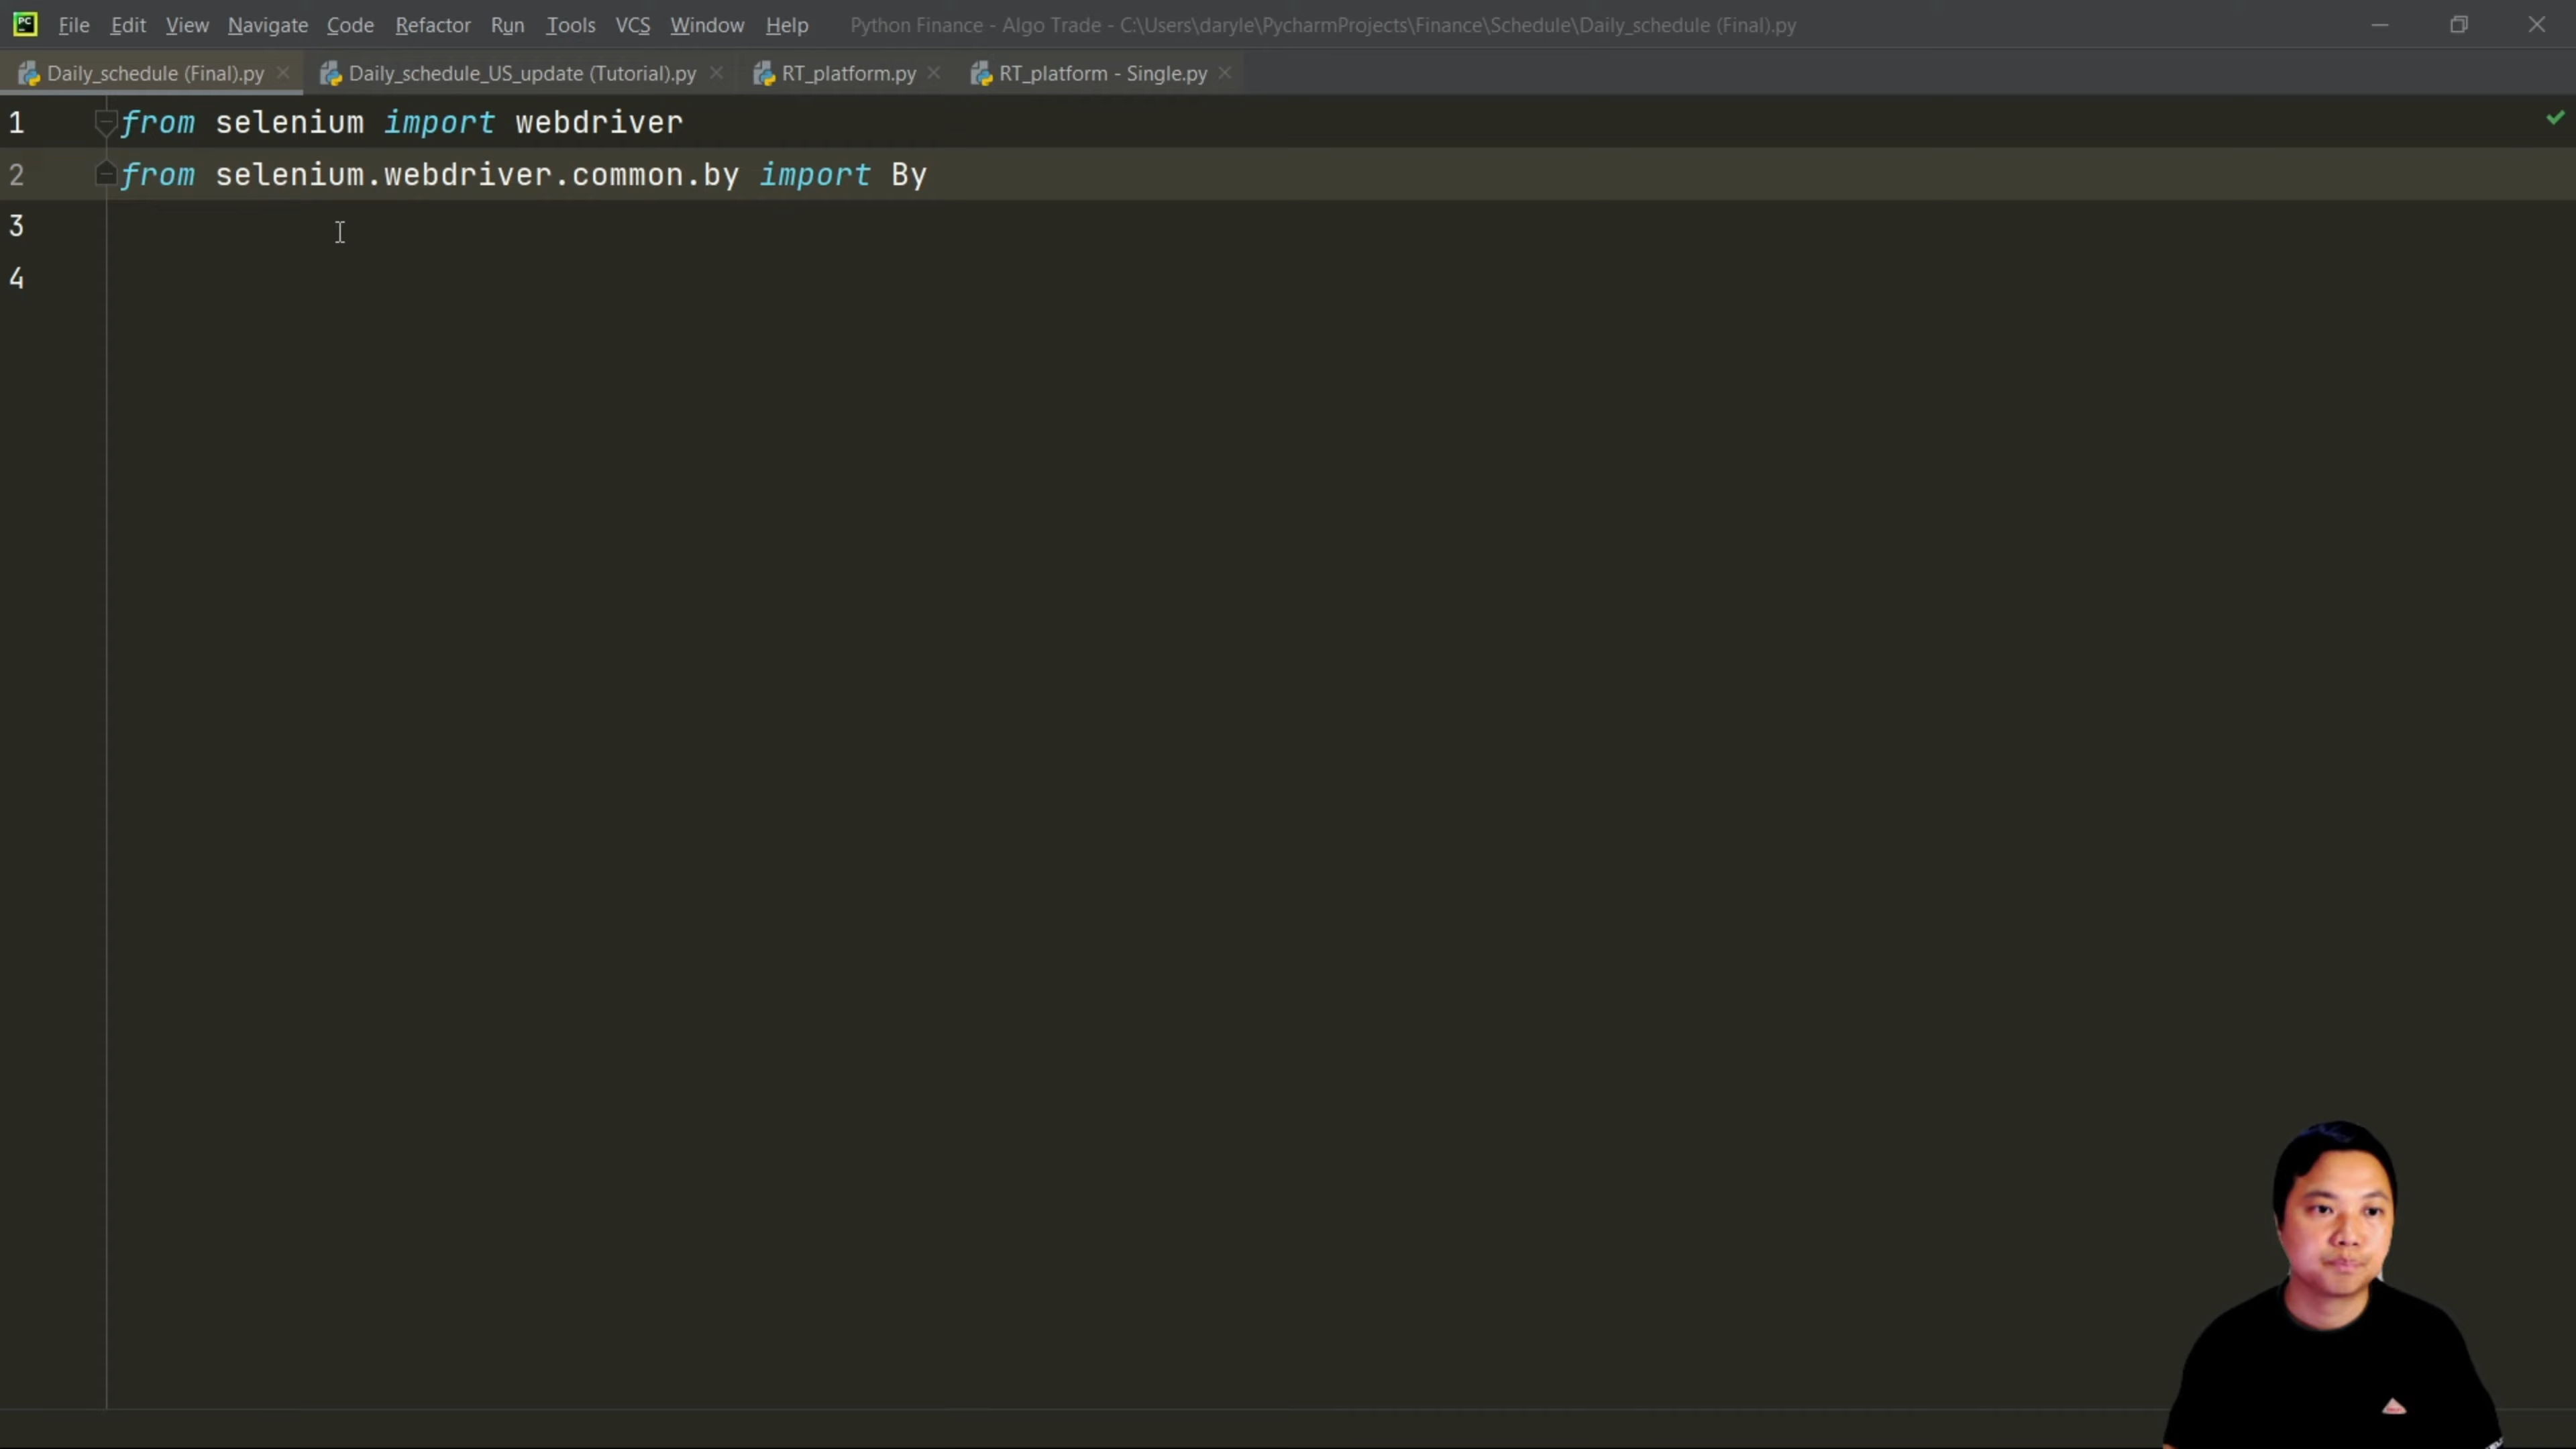 PC File Edit View Navigate Code Refactor Run Tools VCS Window Help Python Finance - Algo Trade - C:\Users\daryle\PycharmProjects\Finance\Schedule\Daily_schedule (Final).py
Daily_schedule (Final).py Daily_schedule_US_update (Tutorial).py RT_platform.py RT_platform - Single.py
1 from selenium import webdriver
2 from selenium.webdriver.common.by import By
3
4